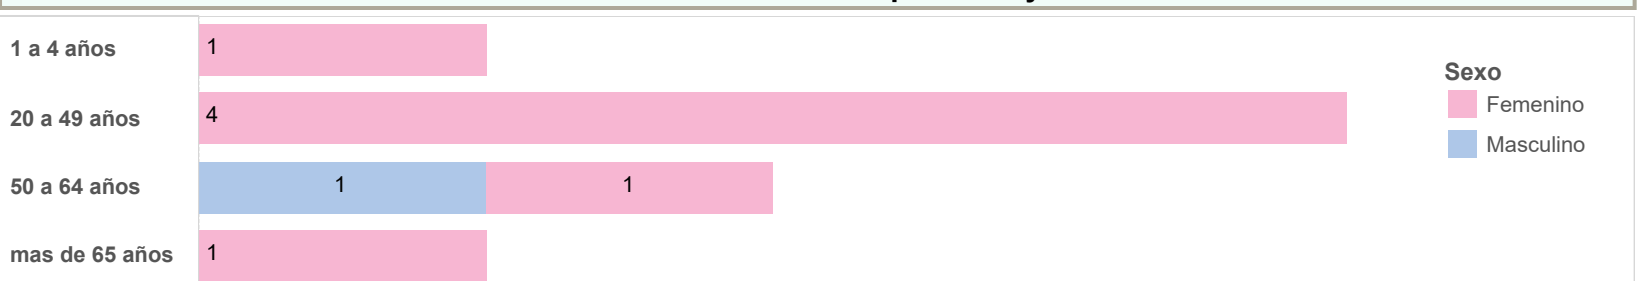 1 a 4 años
1
20 a 49 años
4
50 a 64 años
1
1
mas de 65 años
1
Sexo
Femenino
Masculino